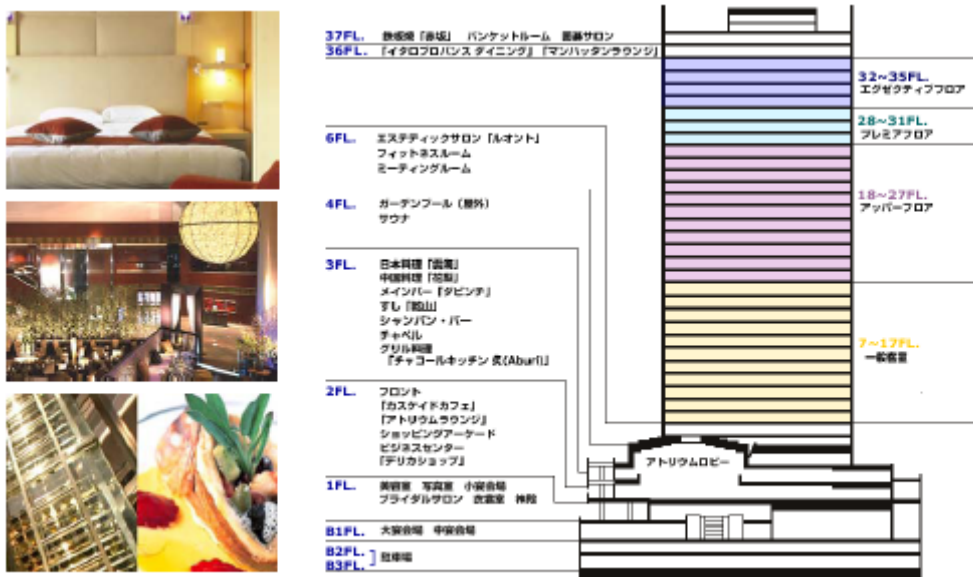 37FL. 鉄板焼「赤坂」 バンケットルーム 囲碁サロン
36FL. 「イタロプロバンス ダイニング」「マンハッタンラウンジ」
32~35FL.
エグゼクティブフロア
28~31FL.
プレミアフロア
18~27FL.
アッパーフロア
7~17FL.
一般客室
6FL. エステティックサロン「ルオント」
フィットネスルーム
ミーティングルーム
4FL. ガーデンプール（屋外）
サウナ
3FL. 日本料理「雲海」
中国料理「花梨」
メインバー「ダビンチ」
すし「乾山」
シャンパン・バー
チャペル
グリル料理
「チャコールキッチン 炙(Aburi)」
2FL. フロント
「カスケイドカフェ」
「アトリウムラウンジ」
ショッピングアーケード
ビジネスセンター
「デリカショップ」
アトリウムロビー
1FL. 美容室 写真室 小宴会場
ブライダルサロン 衣裳室 神殿
B1FL. 大宴会場 中宴会場
B2FL.
B3FL. 駐車場